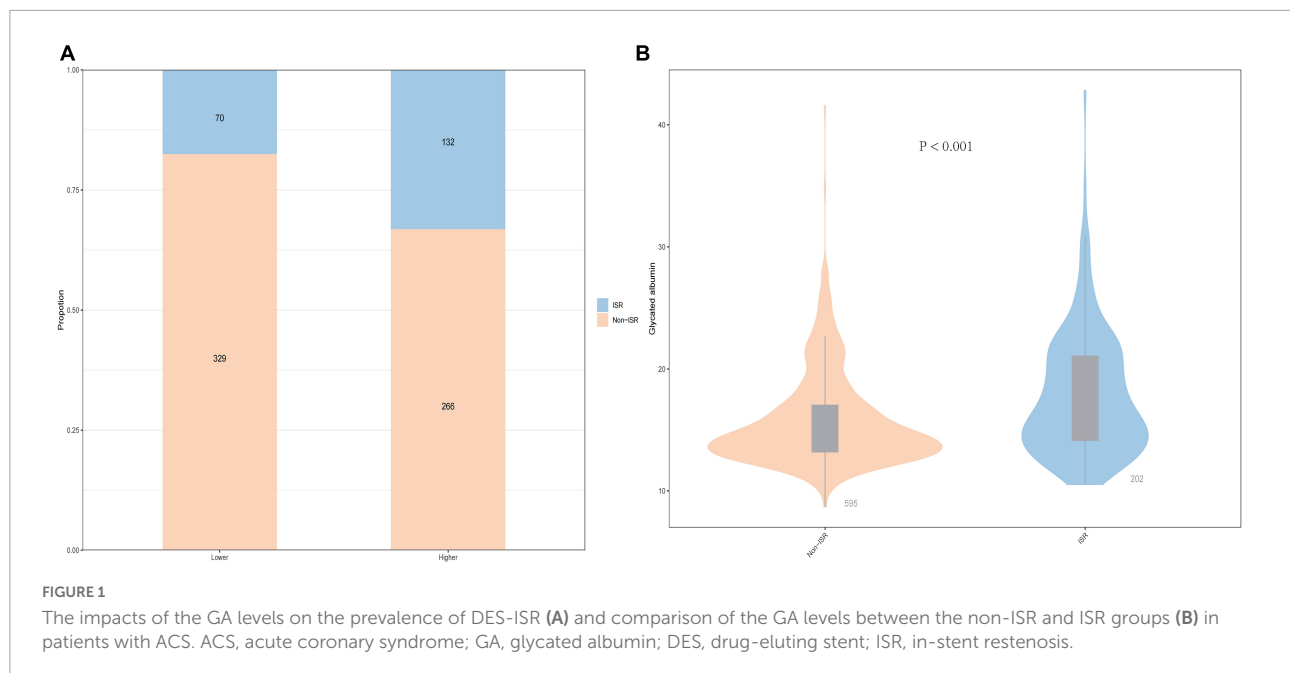 A
1.00
0.75
0.50
0.25
0.00
Propotion
70
329
132
266
Lower
Higher
ISR
Non-ISR
B
40
30
20
10
Glycated albumin
P < 0.001
595
202
Non-ISR
ISR
FIGURE 1
The impacts of the GA levels on the prevalence of DES-ISR (A) and comparison of the GA levels between the non-ISR and ISR groups (B) in
patients with ACS. ACS, acute coronary syndrome; GA, glycated albumin; DES, drug-eluting stent; ISR, in-stent restenosis.